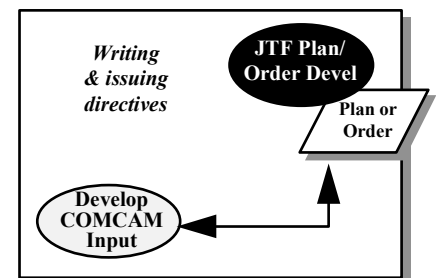 Writing
& issuing
directives
JTF Plan/
Order Devel
Plan or
Order
Develop
COMCAM
Input